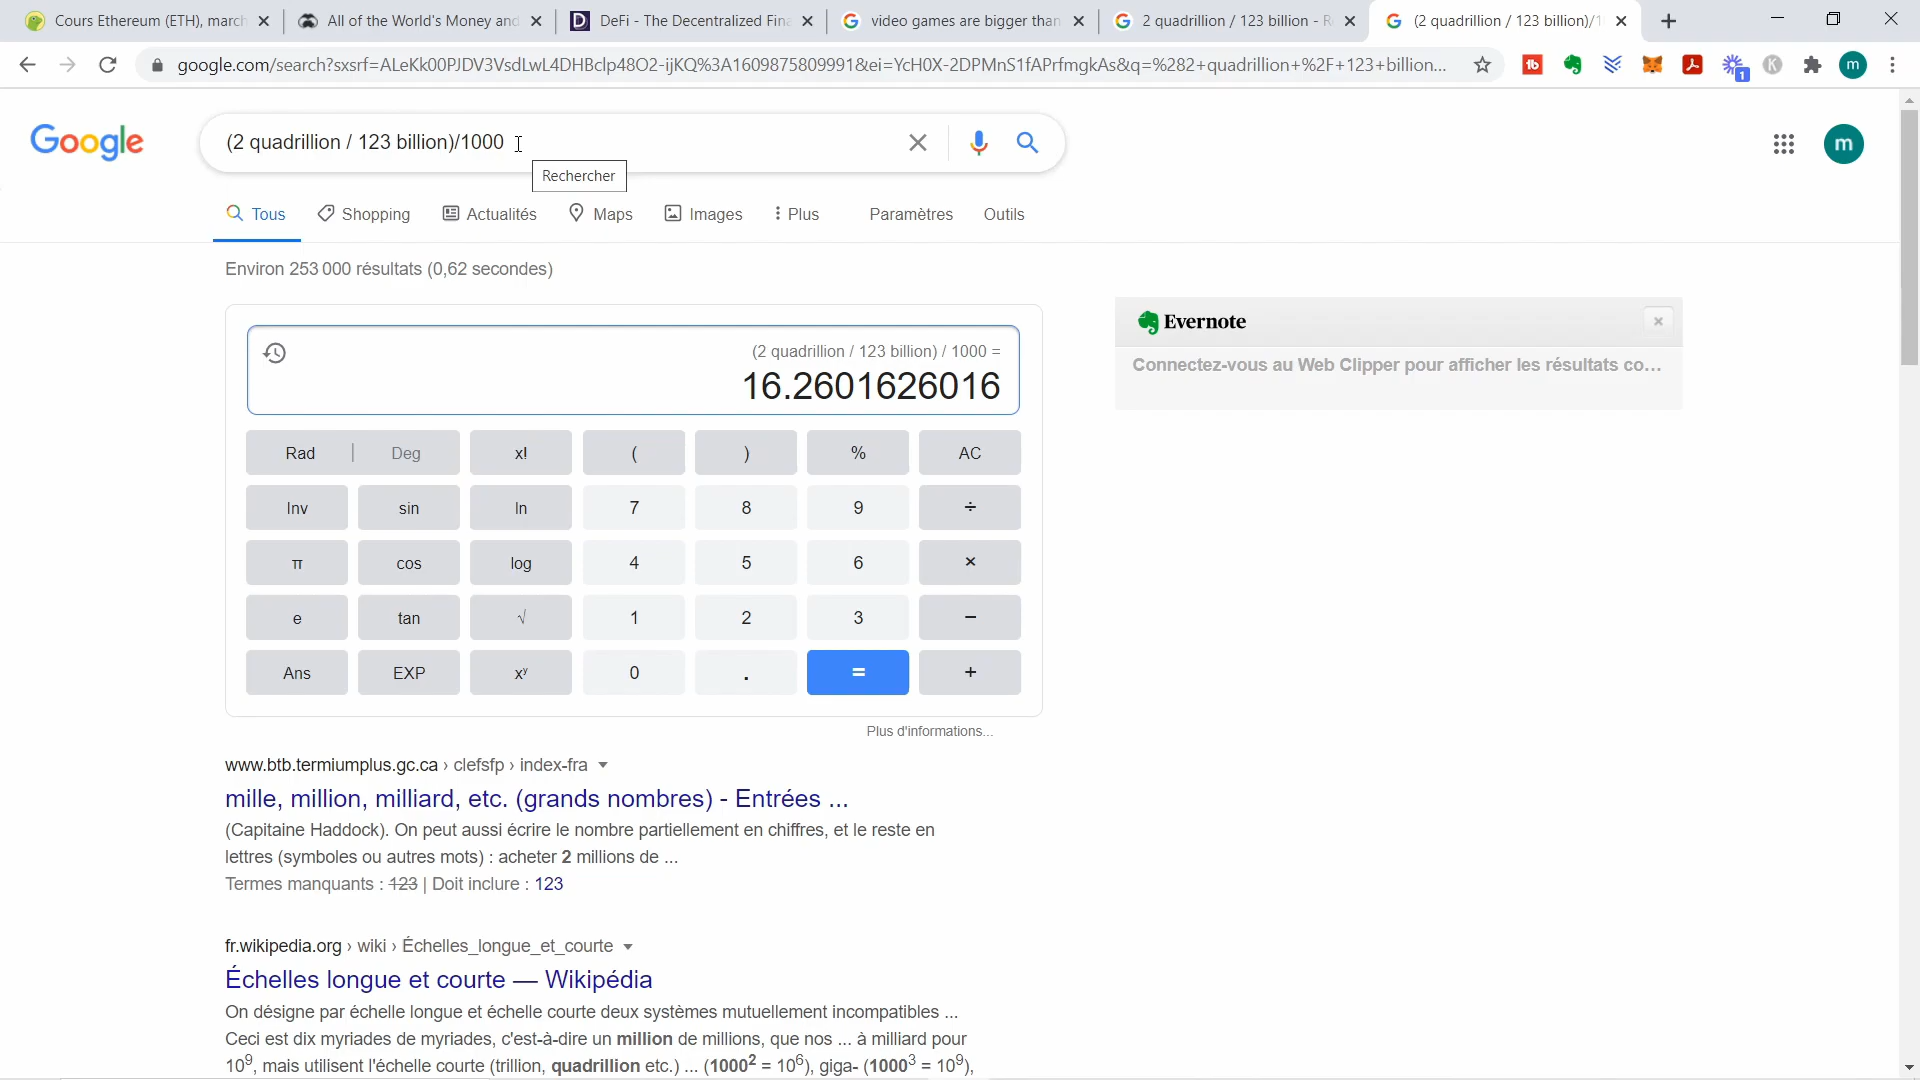 Cours Ethereum (ETH), march
All of the World's Money and
DeFi - The Decentralized Fina
video games are bigger than
2 quadrillion / 123 billion - R
(2 quadrillion / 123 billion)/1
google.com/search?sxsrf=ALeKk00PJDV3VsdLwL4DHBclp48O2-ijKQ%3A1609875809991&ei=YcH0X-2DPMnS1fAPrfmgkAs&q=%282+quadrillion+%2F+123+billion...
1
K
m
Google
(2 quadrillion / 123 billion)/1000
m
Rechercher
Tous
Shopping
Actualités
Maps
Images
Plus
Paramètres
Outils
Environ 253 000 résultats (0,62 secondes)
(2 quadrillion / 123 billion) / 1000 =
16.2601626016
Evernote
Connectez-vous au Web Clipper pour afficher les résultats co...
Rad | Deg x! ( ) % AC
Inv sin ln 7 8 9 ÷
π cos log 4 5 6 ×
e tan √ 1 2 3 −
Ans EXP xʸ 0 . = +
Plus d'informations...
www.btb.termiumplus.gc.ca › clefsfp › index-fra
mille, million, milliard, etc. (grands nombres) - Entrées ...
(Capitaine Haddock). On peut aussi écrire le nombre partiellement en chiffres, et le reste en
lettres (symboles ou autres mots) : acheter 2 millions de ...
Termes manquants : 123 | Doit inclure : 123
fr.wikipedia.org › wiki › Échelles_longue_et_courte
Échelles longue et courte — Wikipédia
On désigne par échelle longue et échelle courte deux systèmes mutuellement incompatibles ...
Ceci est dix myriades de myriades, c'est-à-dire un million de millions, que nos ... à milliard pour
10⁹, mais utilisent l'échelle courte (trillion, quadrillion etc.) ... (1000² = 10⁶), giga- (1000³ = 10⁹),